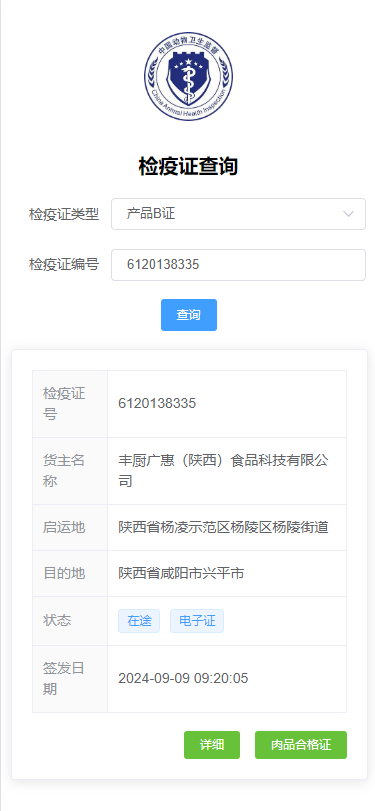 中国动物卫生监督
China Animal Health Inspection
检疫证查询
检疫证类型 产品B证
检疫证编号 6120138335
查询
检疫证号 6120138335
货主名称 丰厨广惠（陕西）食品科技有限公司
启运地 陕西省杨凌示范区杨陵区杨陵街道
目的地 陕西省咸阳市兴平市
状态 在途 电子证
签发日期 2024-09-09 09:20:05
详细 肉品合格证